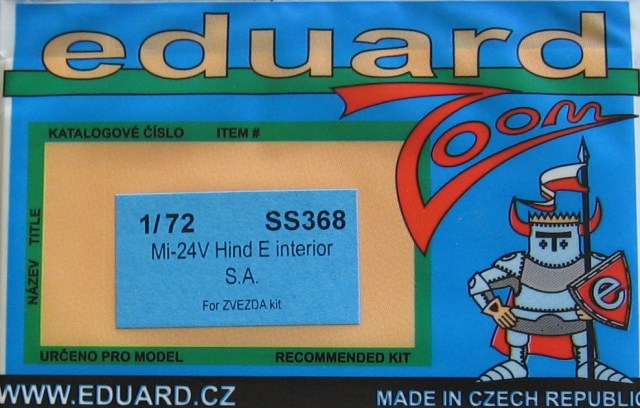 eduard
Zoom
KATALOGOVÉ ČÍSLO ITEM #
NÁZEV TITLE
1/72 SS368
Mi-24V Hind E interior
S.A.
For ZVEZDA kit
e
URČENO PRO MODEL RECOMMENDED KIT
WWW.EDUARD.CZ MADE IN CZECH REPUBLIC